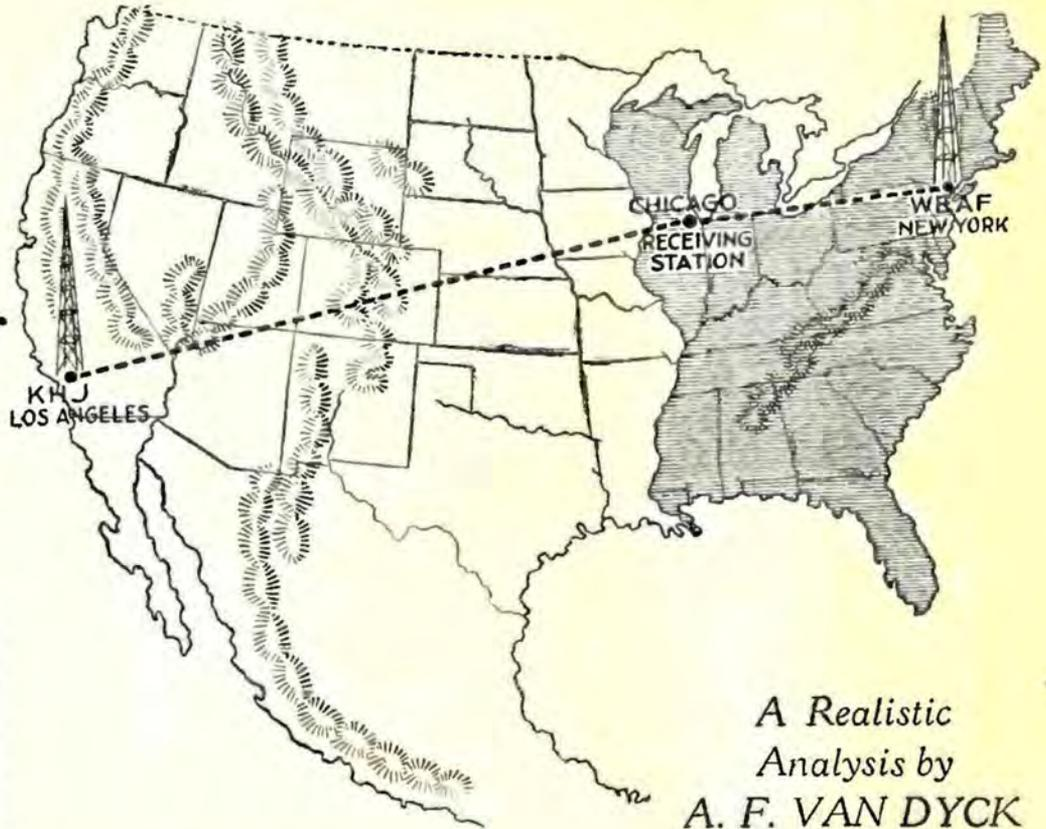 CHICAGO
RECEIVING
STATION
WEAF
NEW YORK
KHJ
LOS ANGELES
A Realistic
Analysis by
A. F. VAN DYCK